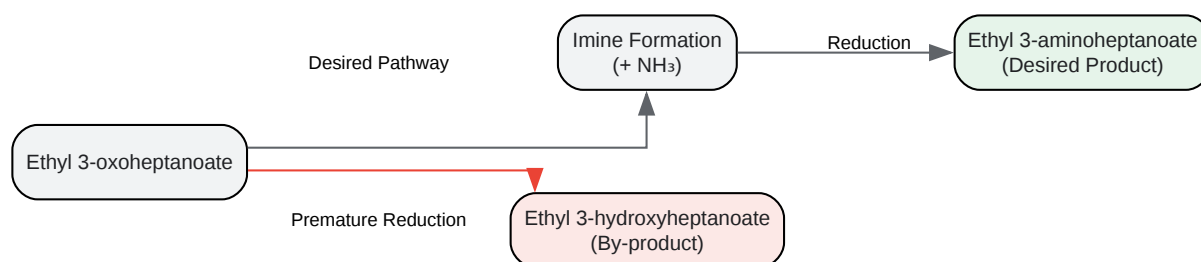 Imine Formation
(+ NH₃)
Reduction
Ethyl 3-aminoheptanoate
(Desired Product)
Desired Pathway
Ethyl 3-oxoheptanoate
Premature Reduction
Ethyl 3-hydroxyheptanoate
(By-product)